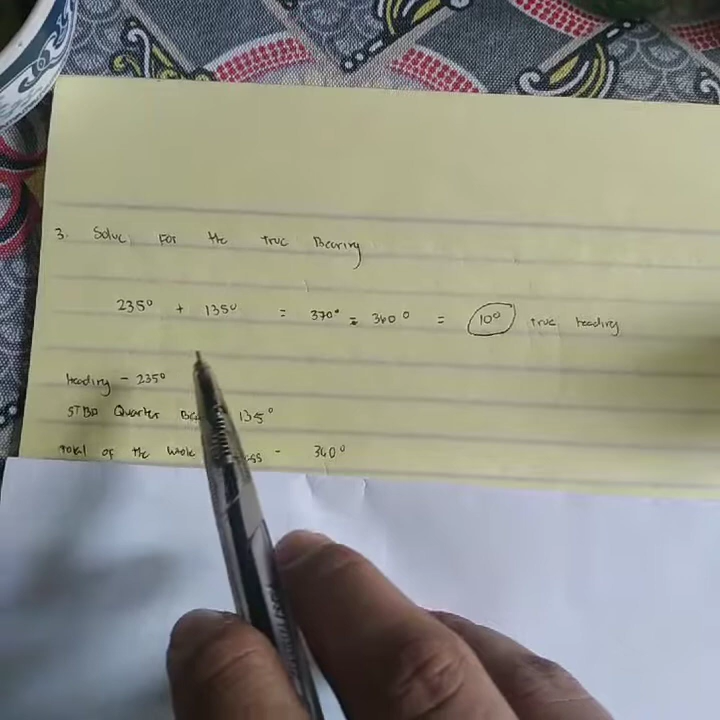 3. Solve For the true Bearing
235° + 135° = 370° - 360° = 10° true heading
Heading - 235°
STBD Quarter 135°
total of the whole - 360°